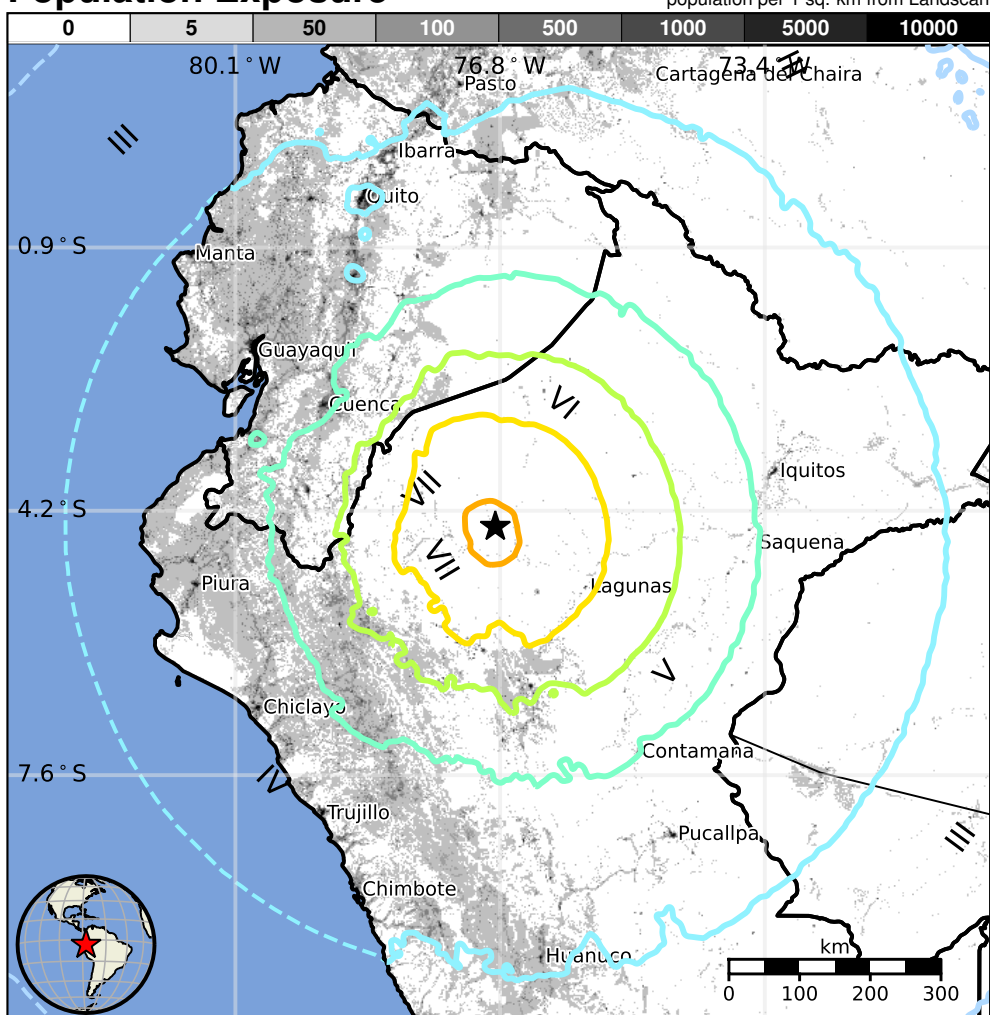 Population Exposure
population per 1 sq. km from Landscan
0 5 50 100 500 1000 5000 10000
80.1°W 76.8°W 73.4°W
III
Cartagena del Chaira
Pasto
III
Ibarra
Quito
0.9°S
Manta
Guayaquil
Cuenca
VI
Iquitos
VII
4.2°S
Saquena
VII
Piura
Lagunas
V
Chiclayo
Contamana
7.6°S
IV
Trujillo
Pucallpa
III
Chimbote
Huanuco
km
0 100 200 300